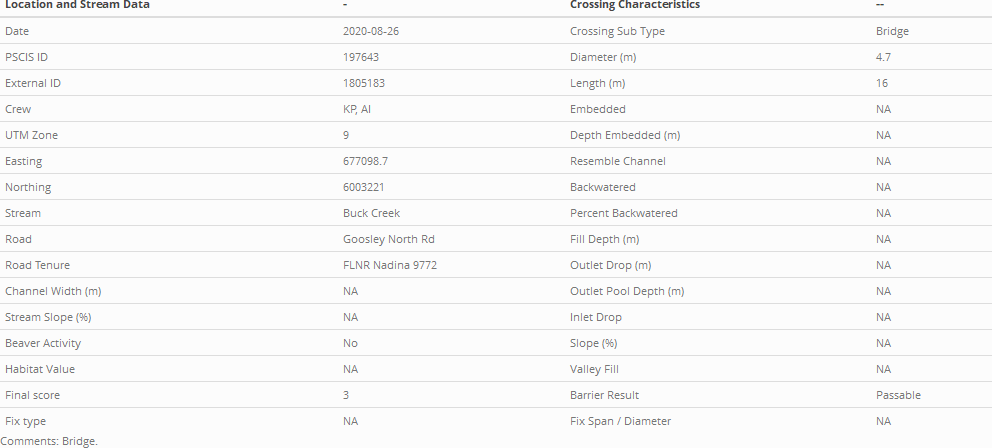 Location and Stream Data - Crossing Characteristics --
Date 2020-08-26 Crossing Sub Type Bridge
PSCIS ID 197643 Diameter (m) 4.7
External ID 1805183 Length (m) 16
Crew KP, AI Embedded NA
UTM Zone 9 Depth Embedded (m) NA
Easting 677098.7 Resemble Channel NA
Northing 6003221 Backwatered NA
Stream Buck Creek Percent Backwatered NA
Road Goosley North Rd Fill Depth (m) NA
Road Tenure FLNR Nadina 9772 Outlet Drop (m) NA
Channel Width (m) NA Outlet Pool Depth (m) NA
Stream Slope (%) NA Inlet Drop NA
Beaver Activity No Slope (%) NA
Habitat Value NA Valley Fill NA
Final score 3 Barrier Result Passable
Fix type NA Fix Span / Diameter NA
Comments: Bridge.